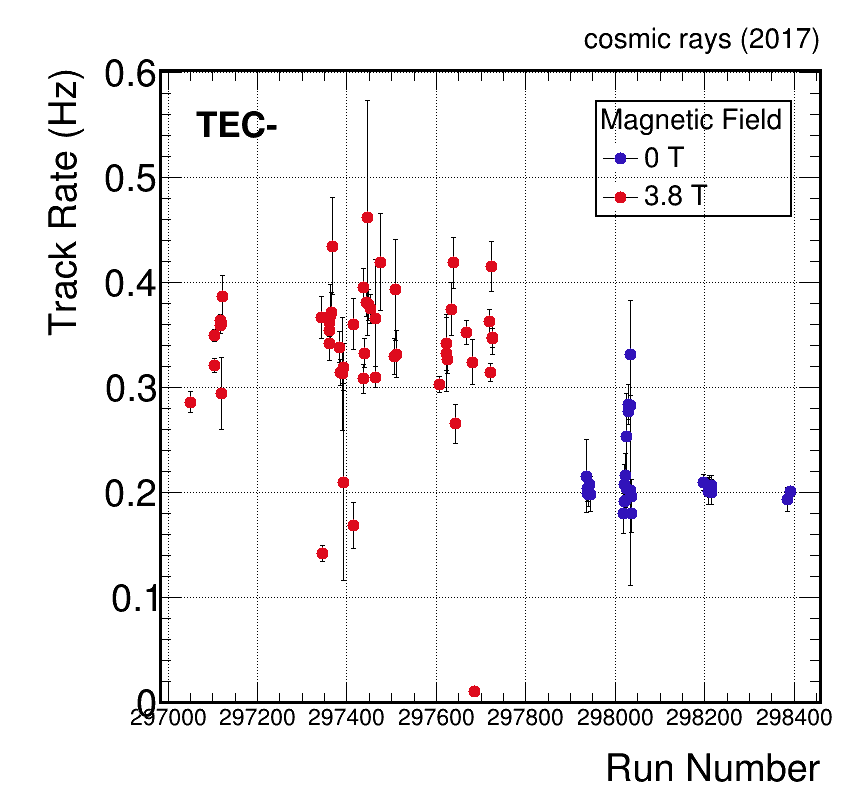 cosmic rays (2017)
Track Rate (Hz)
0.6
0.5
0.4
0.3
0.2
0.1
0
TEC-
Magnetic Field
0 T
3.8 T
297000 297200 297400 297600 297800 298000 298200 298400
Run Number